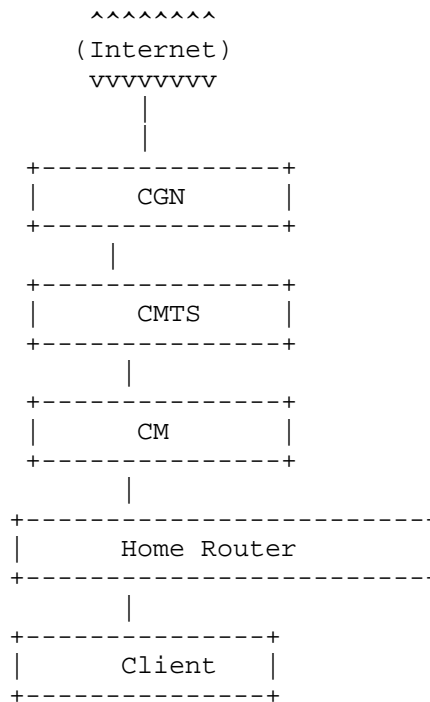 ^^^^^^^^
(Internet)
vvvvvvvv
|
|
+---------------+
|       CGN      |
+---------------+
|
+---------------+
|       CMTS     |
+---------------+
|
+---------------+
|       CM       |
+---------------+
|
+-------------------------
|      Home Router
+-------------------------
|
+---------------+
|      Client   |
+---------------+